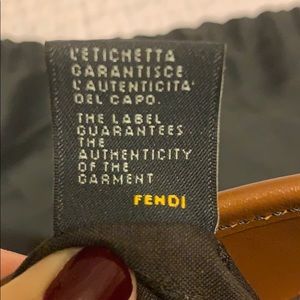 L'ETICHETTA
GARANTISCE
L'AUTENTICITA'
DEL CAPO.
THE LABEL
GUARANTEES
THE
AUTHENTICITY
OF THE
GARMENT
FENDI